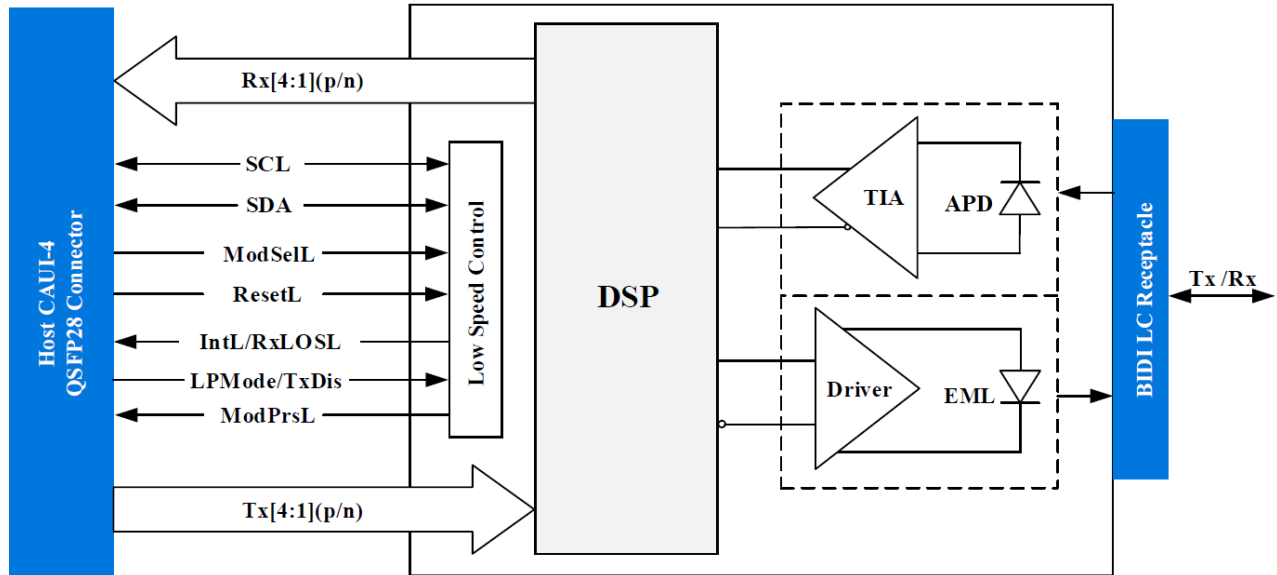 Host CAUI-4
QSFP28 Connector
Rx[4:1](p/n)
SCL
SDA
ModSelL
ResetL
IntL/RxLOSL
LPMode/TxDis
ModPrsL
Tx[4:1](p/n)
Low Speed Control
DSP
TIA
APD
Driver
EML
BIDI LC Receptacle
Tx /Rx